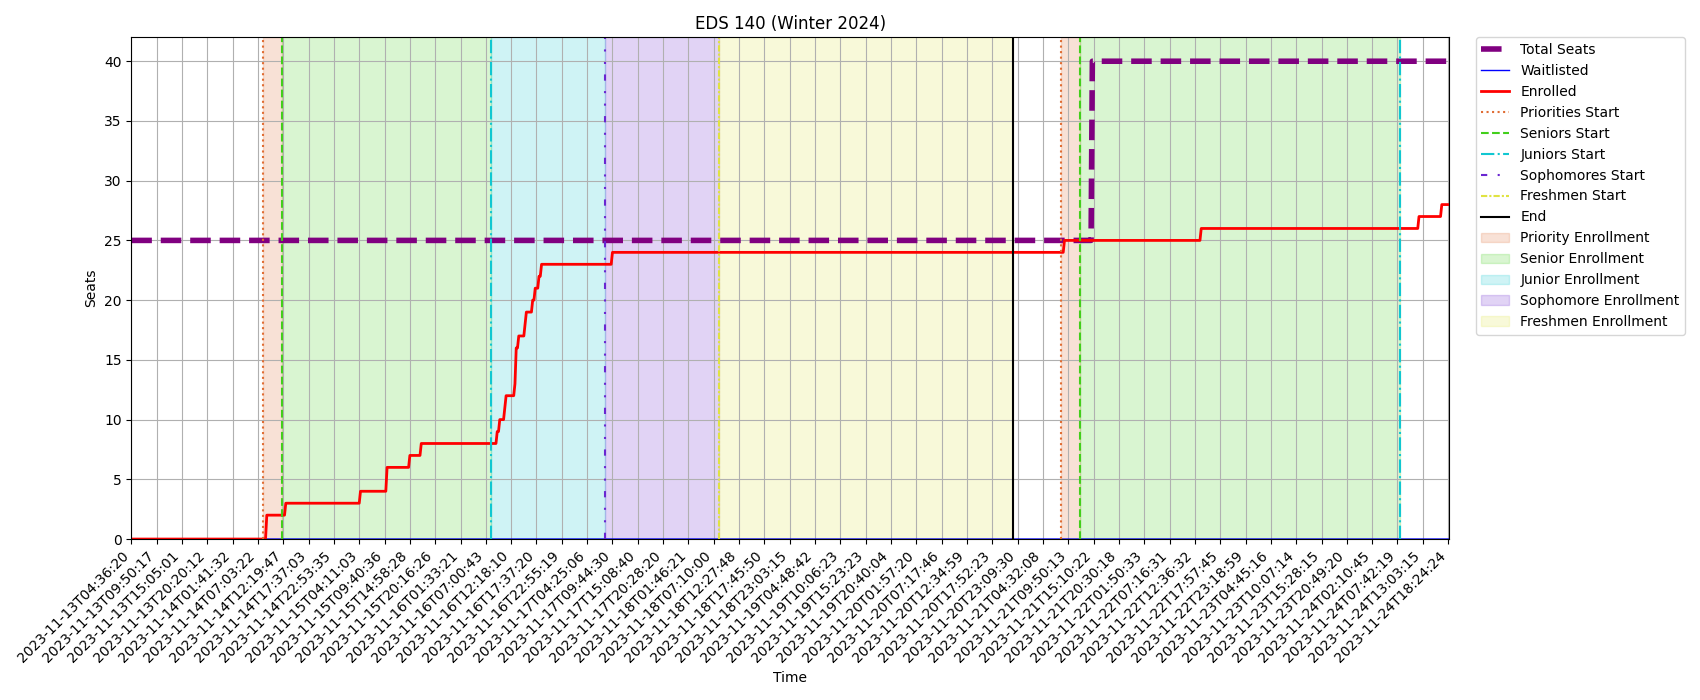 EDS 140 (Winter 2024)
Seats
40
35
30
25
20
15
10
5
0
2023-11-13T04:36:20
2023-11-13T09:50:17
2023-11-13T15:05:01
2023-11-13T20:20:12
2023-11-14T01:41:32
2023-11-14T07:03:22
2023-11-14T12:19:47
2023-11-14T17:37:03
2023-11-14T22:53:35
2023-11-15T04:11:03
2023-11-15T09:40:36
2023-11-15T14:58:28
2023-11-15T20:16:26
2023-11-16T01:33:21
2023-11-16T07:00:43
2023-11-16T12:18:10
2023-11-16T17:37:20
2023-11-16T22:55:19
2023-11-17T04:25:06
2023-11-17T09:44:30
2023-11-17T15:08:40
2023-11-17T20:28:20
2023-11-18T01:46:21
2023-11-18T07:10:00
2023-11-18T12:27:48
2023-11-18T17:45:50
2023-11-18T23:03:15
2023-11-19T04:48:42
2023-11-19T10:06:23
2023-11-19T15:23:23
2023-11-19T20:40:04
2023-11-20T01:57:20
2023-11-20T07:17:46
2023-11-20T12:34:59
2023-11-20T17:52:23
2023-11-20T23:09:30
2023-11-21T04:32:08
2023-11-21T09:50:13
2023-11-21T15:10:22
2023-11-21T20:30:18
2023-11-22T01:50:33
2023-11-22T07:16:31
2023-11-22T12:36:32
2023-11-22T17:57:45
2023-11-22T23:18:59
2023-11-23T04:45:16
2023-11-23T10:07:14
2023-11-23T15:28:15
2023-11-23T20:49:20
2023-11-24T02:10:45
2023-11-24T07:42:19
2023-11-24T13:03:15
2023-11-24T18:24:24
Time
Total Seats
Waitlisted
Enrolled
Priorities Start
Seniors Start
Juniors Start
Sophomores Start
Freshmen Start
End
Priority Enrollment
Senior Enrollment
Junior Enrollment
Sophomore Enrollment
Freshmen Enrollment